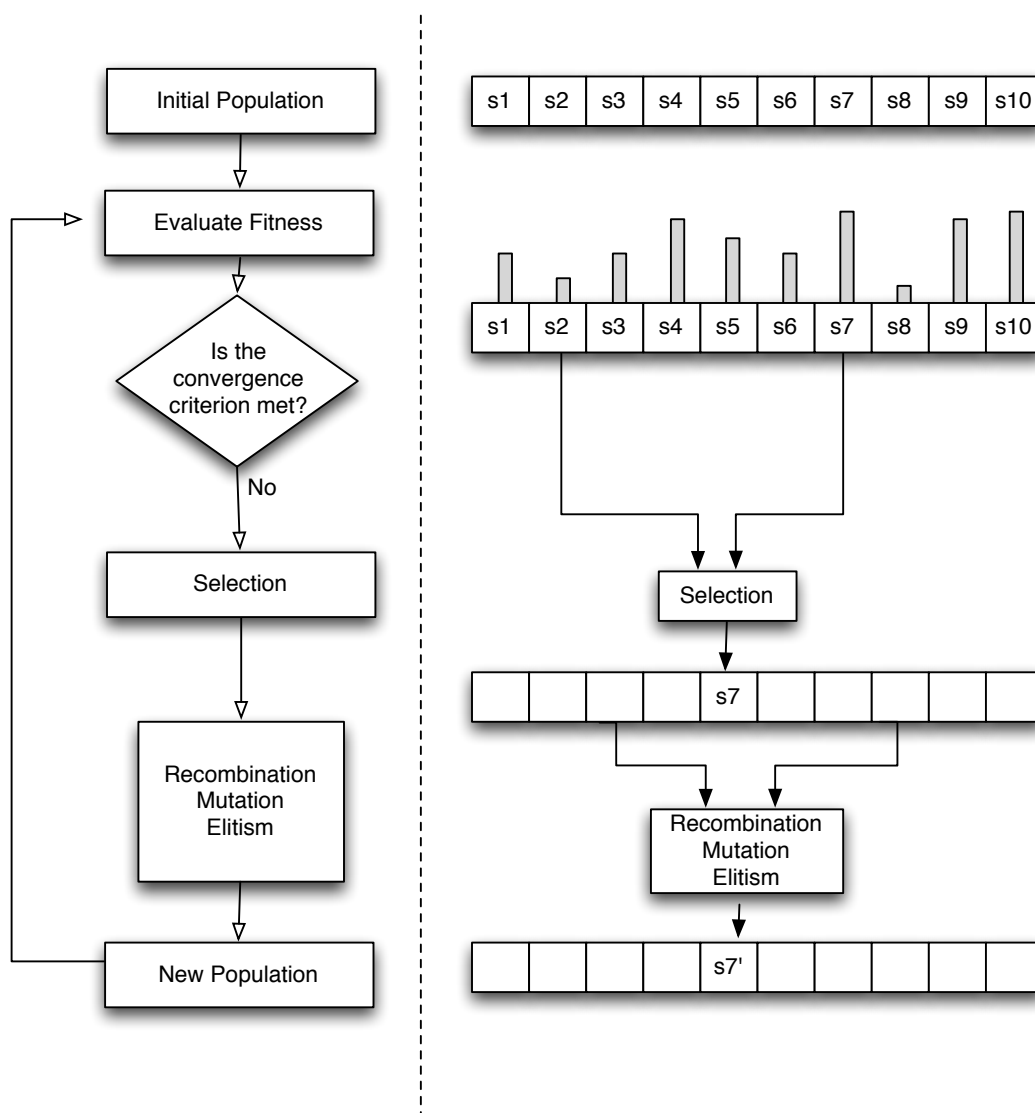 Initial Population
Evaluate Fitness
Is the
convergence
criterion met?
No
Selection
Recombination
Mutation
Elitism
New Population
s1 s2 s3 s4 s5 s6 s7 s8 s9 s10
s1 s2 s3 s4 s5 s6 s7 s8 s9 s10
Selection
s7
Recombination
Mutation
Elitism
s7'